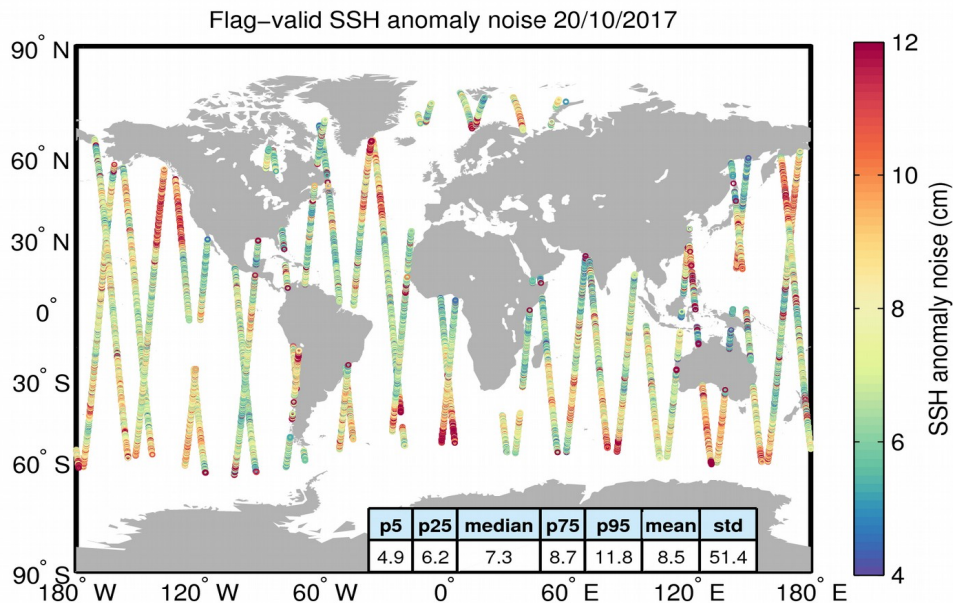 Flag−valid SSH anomaly noise 20/10/2017
90° N
60° N
30° N
0°
30° S
60° S
90° S
180° W
120° W
60° W
0°
60° E
120° E
180° E
p5 p25 median p75 p95 mean std
4.9 6.2 7.3 8.7 11.8 8.5 51.4
12
10
8
6
4
SSH anomaly noise (cm)